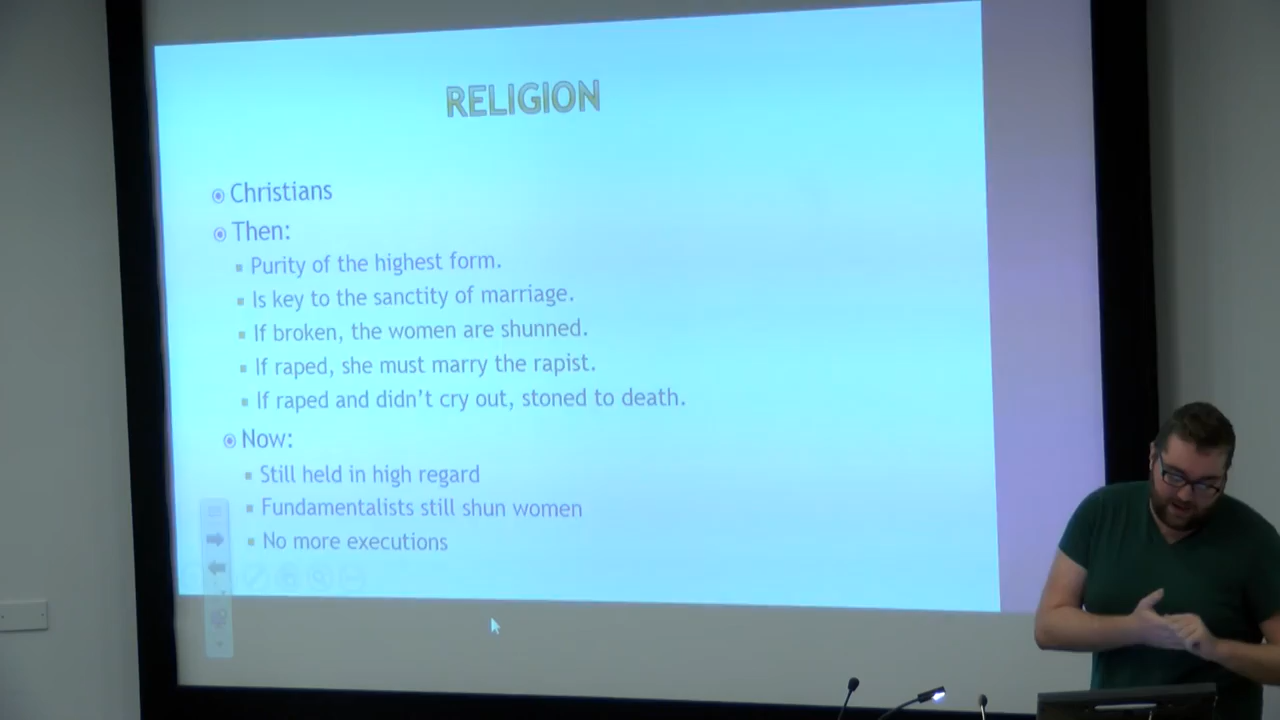 RELIGION
Christians
Then:
Purity of the highest form.
Is key to the sanctity of marriage.
If broken, the women are shunned.
If raped, she must marry the rapist.
If raped and didn't cry out, stoned to death.
Now:
Still held in high regard
Fundamentalists still shun women
No more executions